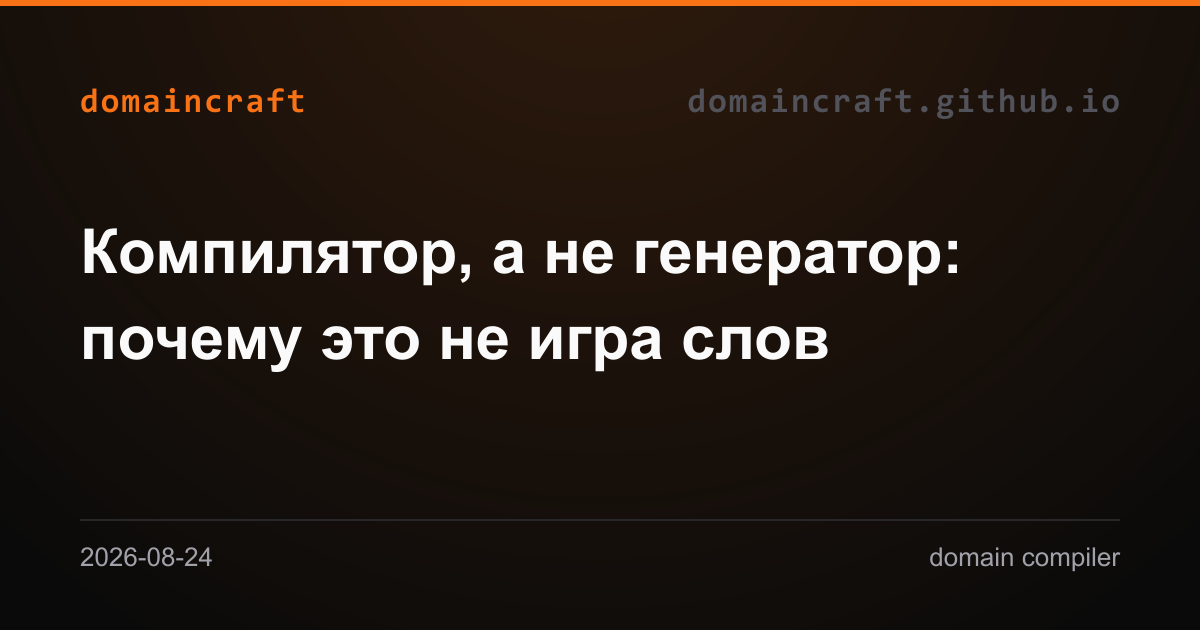 domaincraft
domaincraft.github.io
Компилятор, а не генератор:
почему это не игра слов
2026-08-24
domain compiler